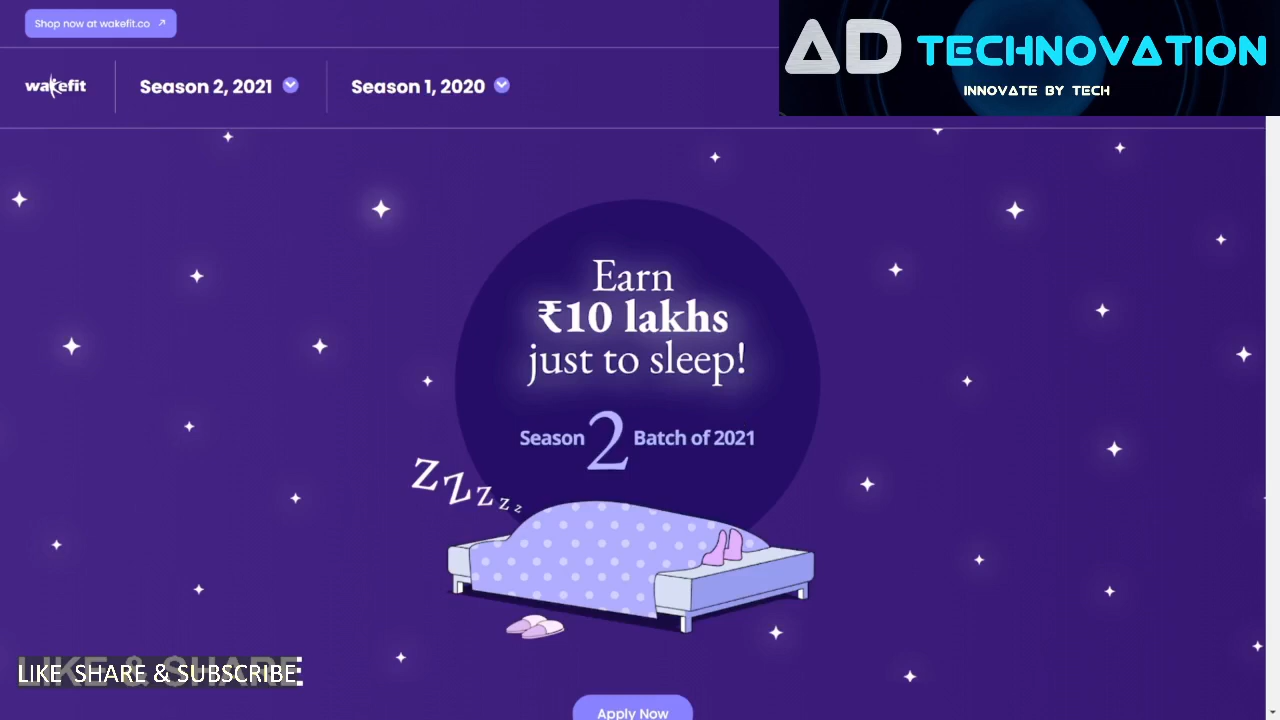 Shop now at wakefit.co
AD TECHNOVATION
INNOVATE BY TECH
wakefit
Season 2, 2021
Season 1, 2020
Earn
₹10 lakhs
just to sleep!
Season 2 Batch of 2021
Z Z Z Z Z
LIKE SHARE & SUBSCRIBE
Apply Now